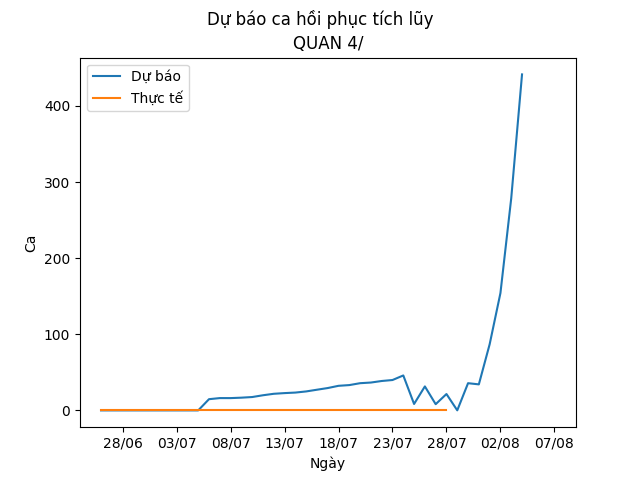 Dự báo ca hồi phục tích lũy
QUAN 4/
Dự báo
Thực tế
400
300
200
100
0
Ca
28/06 03/07 08/07 13/07 18/07 23/07 28/07 02/08 07/08
Ngày